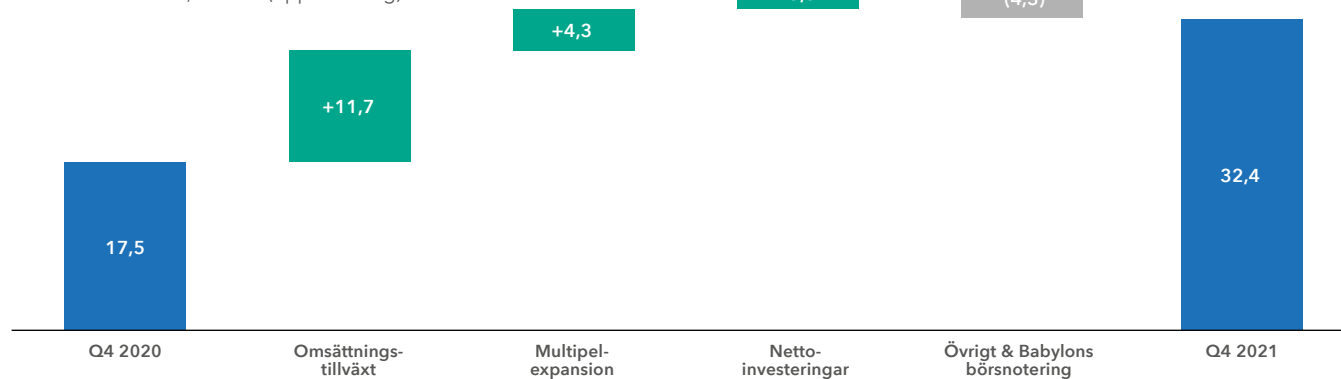 +4,3
+11,7
32,4
17,5
Q4 2020
Omsättnings-
tillväxt
Multipel-
expansion
Netto-
investeringar
Övrigt & Babylons
börsnotering
Q4 2021